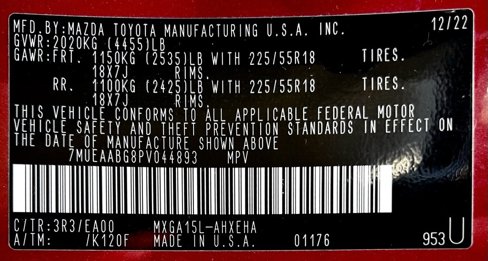 MFD.BY:MAZDA TOYOTA MANUFACTURING U.S.A. INC. 12/22
GVWR:2020KG (4455)LB
GAWR:FRT. 1150KG (2535)LB WITH 225/55R18 TIRES.
18X7J RIMS.
RR. 1100KG (2425)LB WITH 225/55R18 TIRES.
18X7J RIMS.
THIS VEHICLE CONFORMS TO ALL APPLICABLE FEDERAL MOTOR
VEHICLE SAFETY AND THEFT PREVENTION STANDARDS IN EFFECT ON
THE DATE OF MANUFACTURE SHOWN ABOVE
7MUEAABG8PV044893 MPV
C/TR:3R3/EA00 MXGA15L-AHXEHA
A/TM: /K120F MADE IN U.S.A. 01176 953U